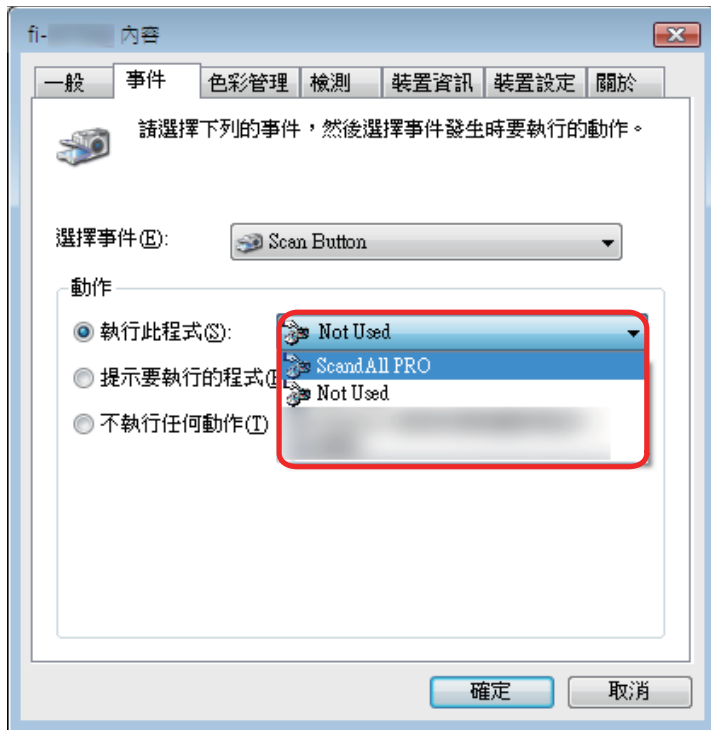 fi- 內容
一般 事件 色彩管理 檢測 裝置資訊 裝置設定 關於
請選擇下列的事件，然後選擇事件發生時要執行的動作。
選擇事件(E): Scan Button
動作
執行此程式(S): Not Used
ScandAll PRO
提示要執行的程式(
Not Used
不執行任何動作(T)
確定 取消